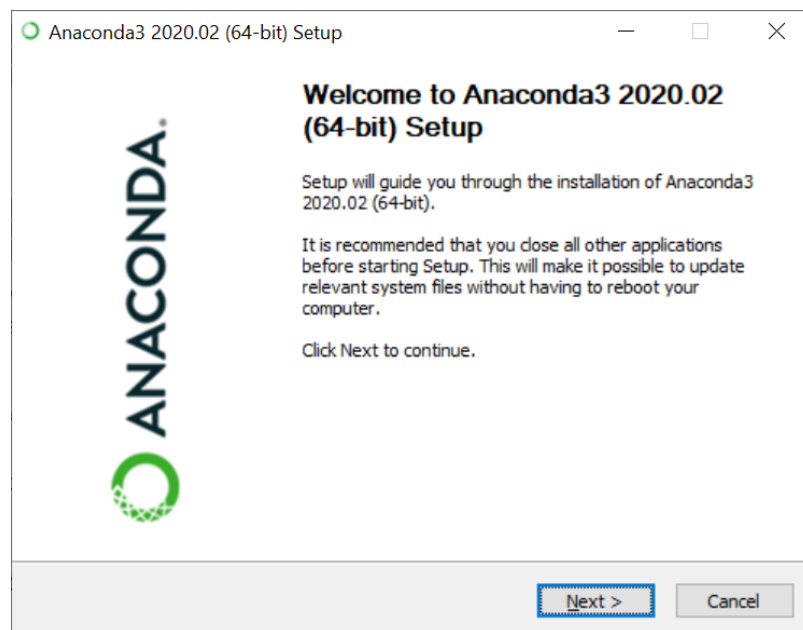 Anaconda3 2020.02 (64-bit) Setup
Welcome to Anaconda3 2020.02
(64-bit) Setup
ANACONDA®
Setup will guide you through the installation of Anaconda3
2020.02 (64-bit).
It is recommended that you close all other applications
before starting Setup. This will make it possible to update
relevant system files without having to reboot your
computer.
Click Next to continue.
Next >
Cancel